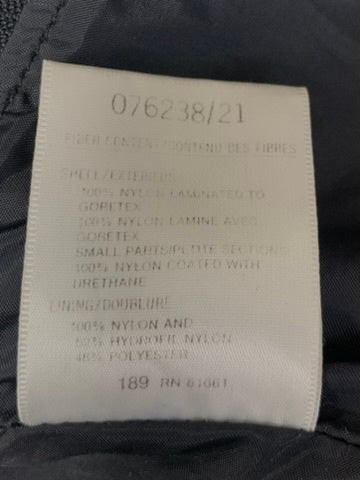 076238/21
FIBER CONTENT/CONTENU DES FIBRES
SHELL/EXTERIEUR
100% NYLON LAMINATED TO
GORETEX
100% NYLON LAMINE AVEC
GORETEX
SMALL PARTS/PETITE SECTIONS
100% NYLON COATED WITH
URETHANE
LINING/DOUBLURE
100% NYLON AND
52% HYDROFIL NYLON
48% POLYESTER
189 RN 61661